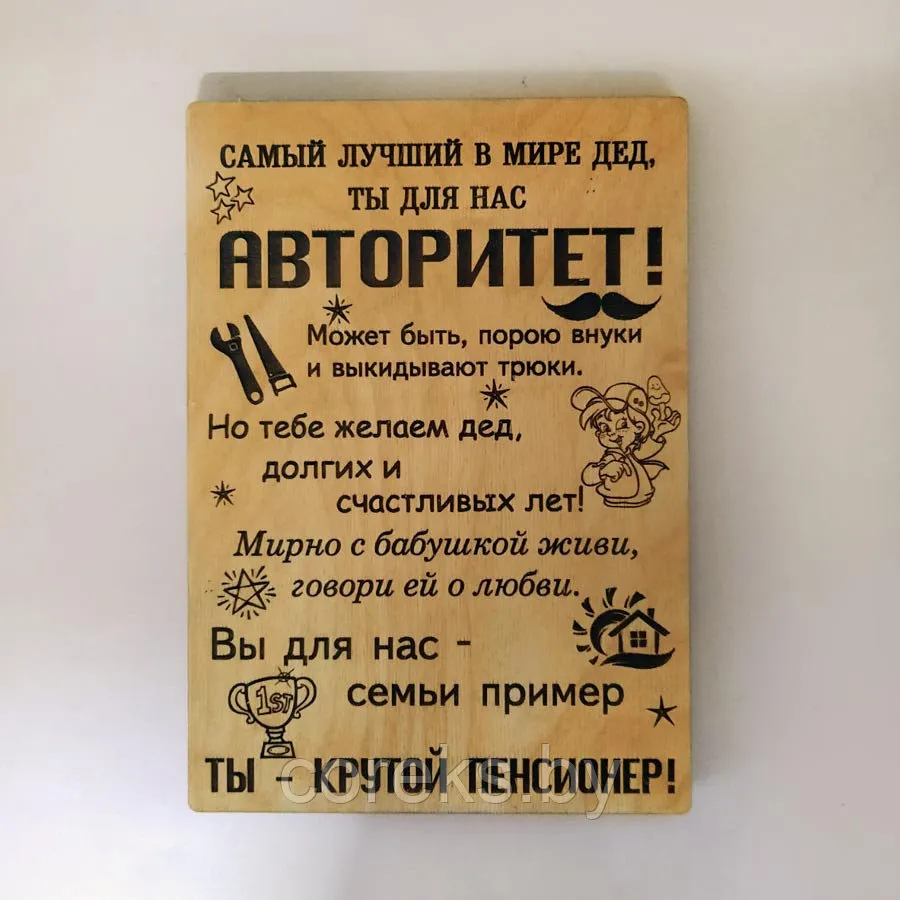 САМЫЙ ЛУЧШИЙ В МИРЕ ДЕД,
ТЫ ДЛЯ НАС
АВТОРИТЕТ!
Может быть, порою внуки
и выкидывают трюки.
Но тебе желаем дед,
долгих и
счастливых лет!
Мирно с бабушкой живи,
говори ей о любви.
Вы для нас -
семьи пример
1ST
ТЫ - КРУТОЙ ПЕНСИОНЕР!
coreks.by